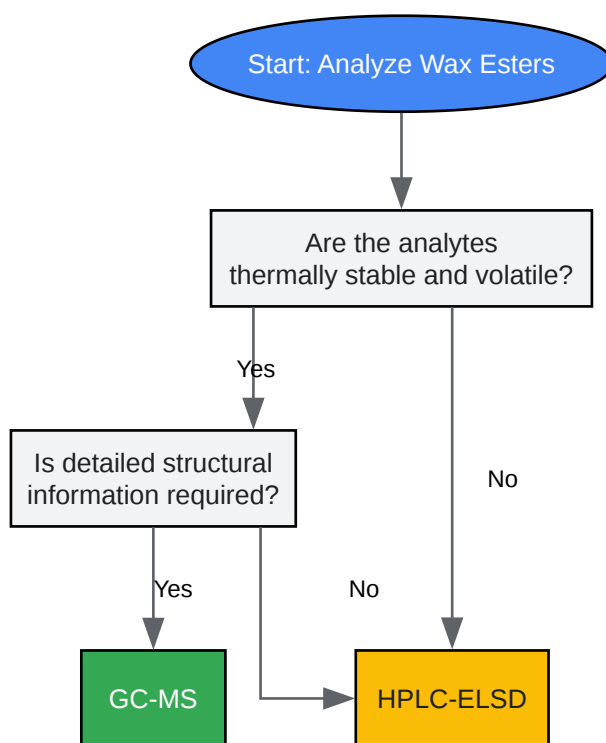 Start: Analyze Wax Esters
Are the analytes
thermally stable and volatile?
Yes
Is detailed structural
information required?
No
Yes
No
GC-MS
HPLC-ELSD